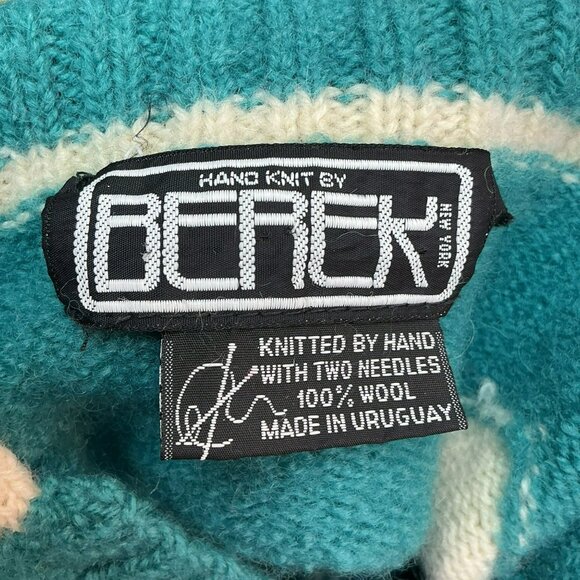 HAND KNIT BY
BEREK
NEW YORK
KNITTED BY HAND
WITH TWO NEEDLES
100% WOOL
MADE IN URUGUAY